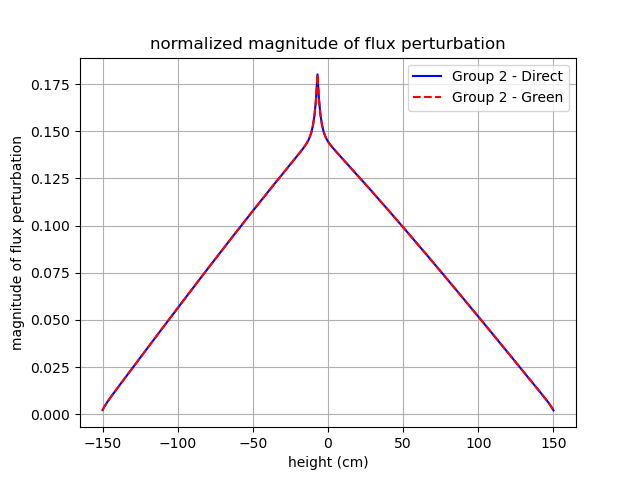 normalized magnitude of flux perturbation
Group 2 - Direct
Group 2 - Green
0.175
0.150
0.125
0.100
0.075
0.050
0.025
0.000
magnitude of flux perturbation
−150 −100 −50 0 50 100 150
height (cm)